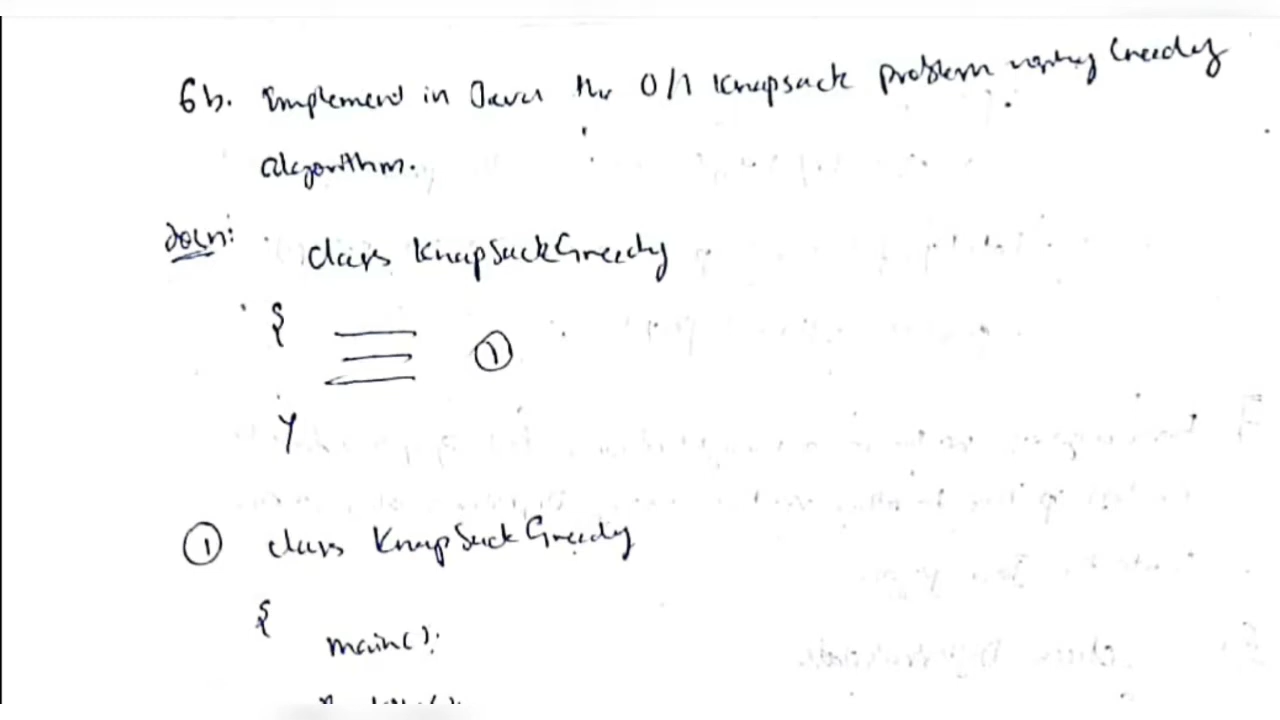 6b. Implement in Java the 0/1 Knapsack problem using Greedy
algorithm.
Soln:
class KnapSackGreedy
{
①
}
① class KnapSackGreedy
{
main();